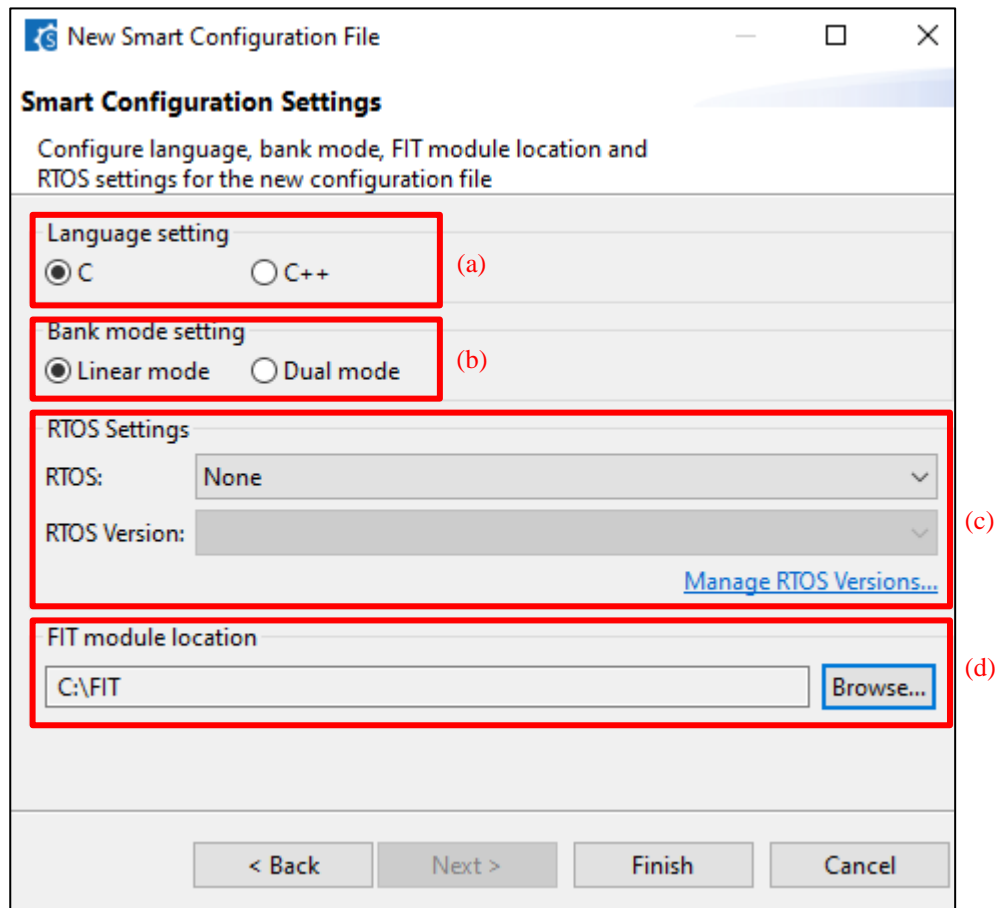 New Smart Configuration File
Smart Configuration Settings
Configure language, bank mode, FIT module location and
RTOS settings for the new configuration file
Language setting
C C++ (a)
Bank mode setting
Linear mode Dual mode (b)
RTOS Settings
RTOS: None
RTOS Version:
(c)
Manage RTOS Versions...
FIT module location
C:\FIT Browse... (d)
< Back Next > Finish Cancel